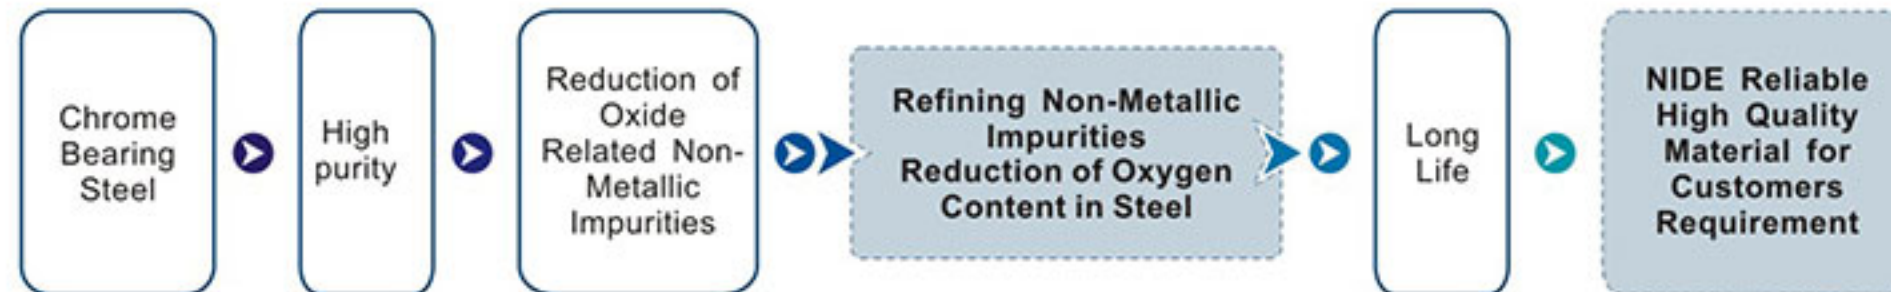 Chrome
Bearing
Steel
High
purity
Reduction of
Oxide
Related Non-
Metallic
Impurities
Refining Non-Metallic
Impurities
Reduction of Oxygen
Content in Steel
Long
Life
NIDE Reliable
High Quality
Material for
Customers
Requirement